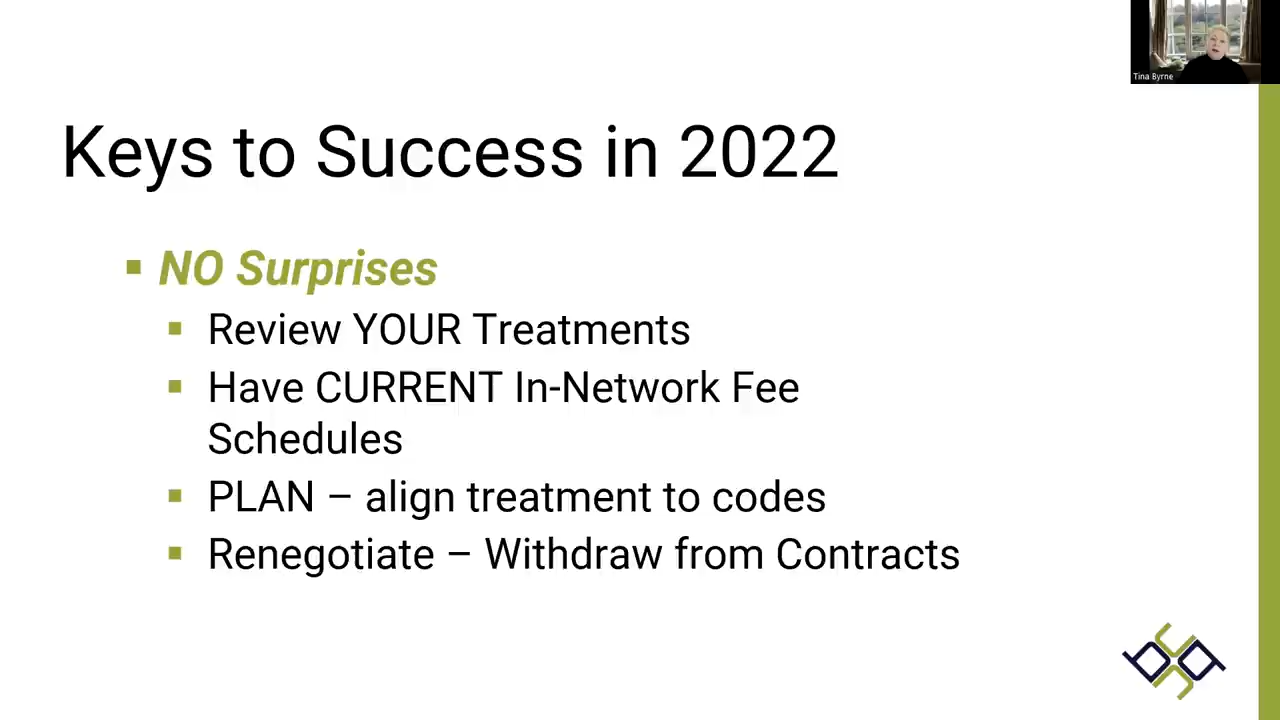 Tina Byrne
Keys to Success in 2022
NO Surprises
Review YOUR Treatments
Have CURRENT In-Network Fee
Schedules
PLAN – align treatment to codes
Renegotiate – Withdraw from Contracts